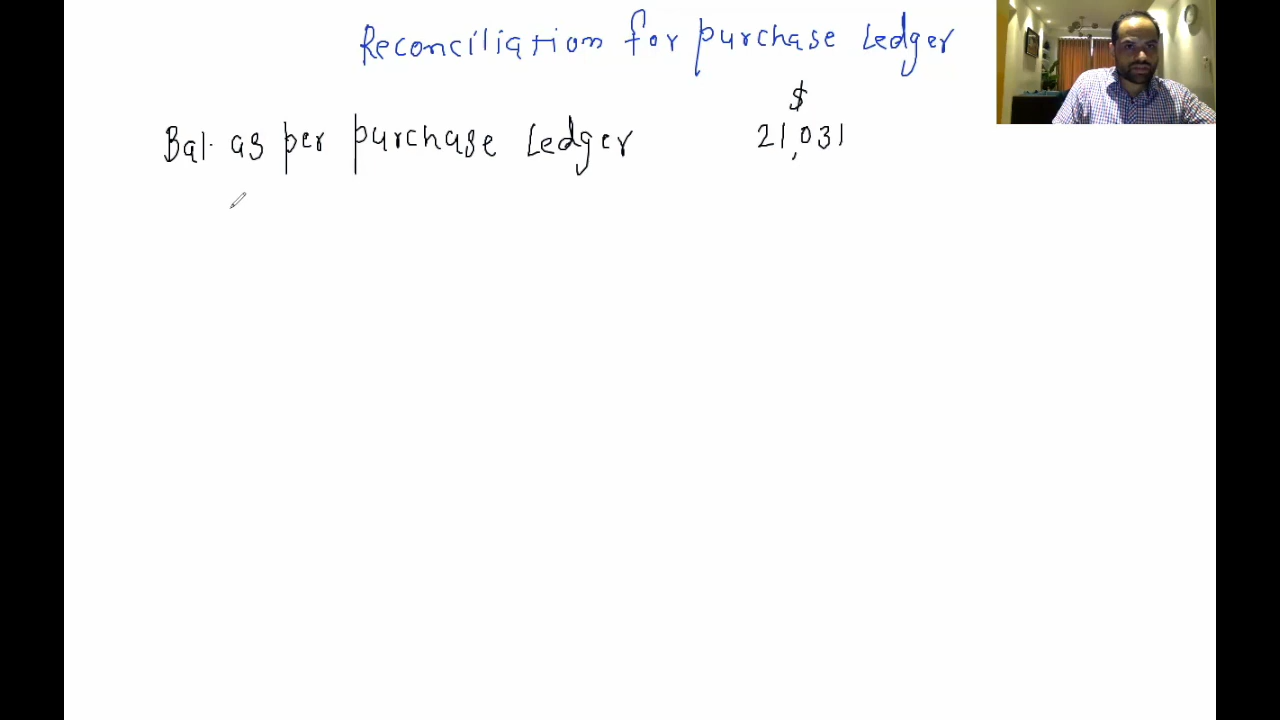 Reconciliation for purchase Ledger
$
Bal. as per purchase Ledger 21,031